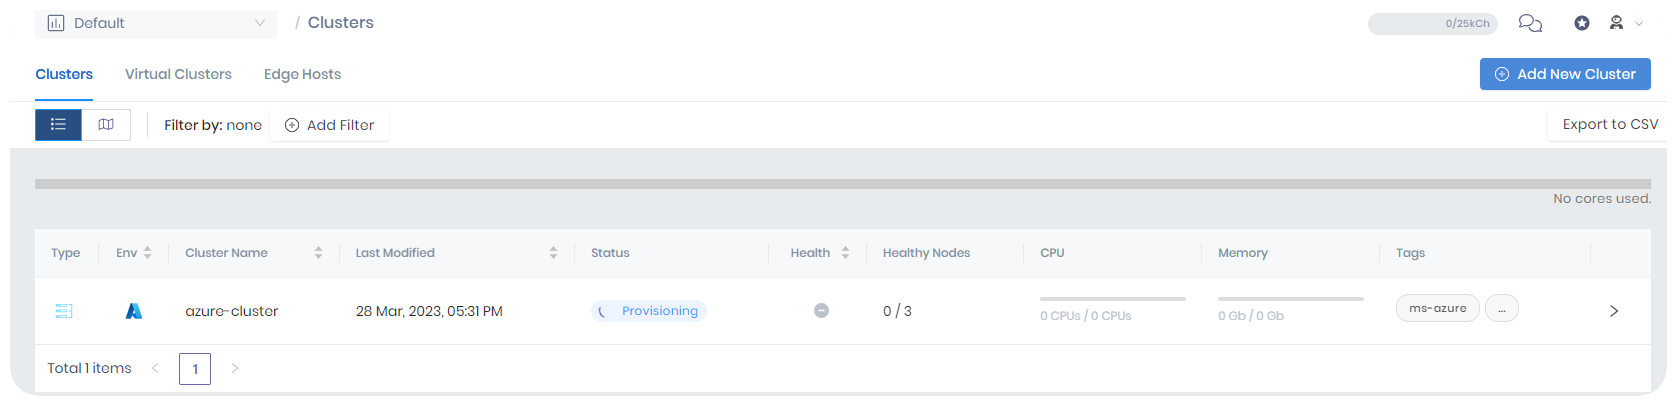 Default / Clusters 0/25kCh
Clusters Virtual Clusters Edge Hosts Add New Cluster
Filter by: none Add Filter Export to CSV
No cores used.
Type Env Cluster Name Last Modified Status Health Healthy Nodes CPU Memory Tags
azure-cluster 28 Mar, 2023, 05:31 PM Provisioning 0 / 3 0 CPUs / 0 CPUs 0 Gb / 0 Gb ms-azure ...
Total 1 items < 1 >